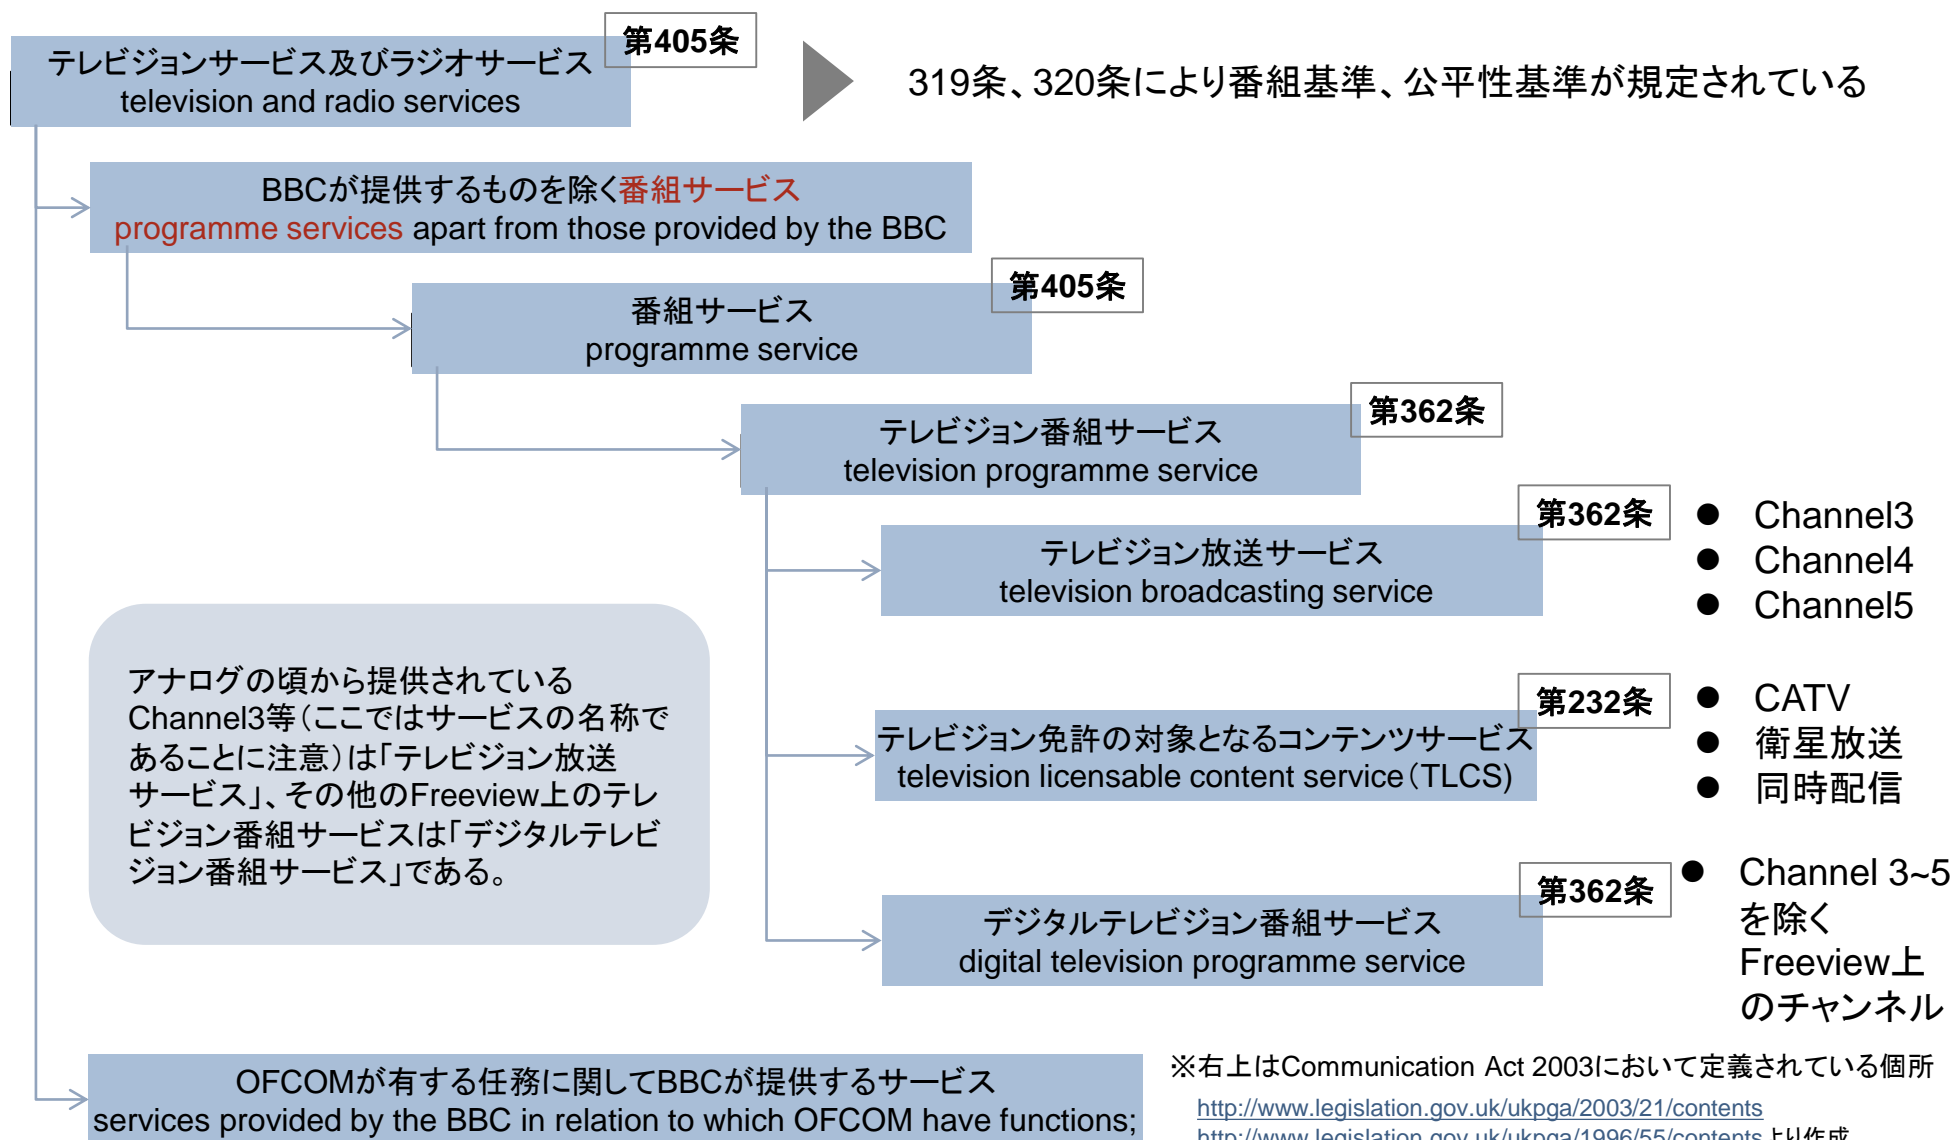 テレビジョンサービス及びラジオサービス
television and radio services
第405条
319条、320条により番組基準、公平性基準が規定されている
BBCが提供するものを除く番組サービス
programme services apart from those provided by the BBC
第405条
番組サービス
programme service
第362条
テレビジョン番組サービス
television programme service
第362条
テレビジョン放送サービス
television broadcasting service
● Channel3
● Channel4
● Channel5
アナログの頃から提供されている
Channel3等（ここではサービスの名称で
あることに注意）は「テレビジョン放送
サービス」、その他のFreeview上のテレ
ビジョン番組サービスは「デジタルテレビ
ジョン番組サービス」である。
第232条
テレビジョン免許の対象となるコンテンツサービス
television licensable content service（TLCS)
● CATV
● 衛星放送
● 同時配信
第362条
デジタルテレビジョン番組サービス
digital television programme service
● Channel 3~5
を除く
Freeview上
のチャンネル
OFCOMが有する任務に関してBBCが提供するサービス
services provided by the BBC in relation to which OFCOM have functions;
※右上はCommunication Act 2003において定義されている個所
http://www.legislation.gov.uk/ukpga/2003/21/contents
http://www.legislation.gov.uk/ukpga/1996/55/contentsより作成